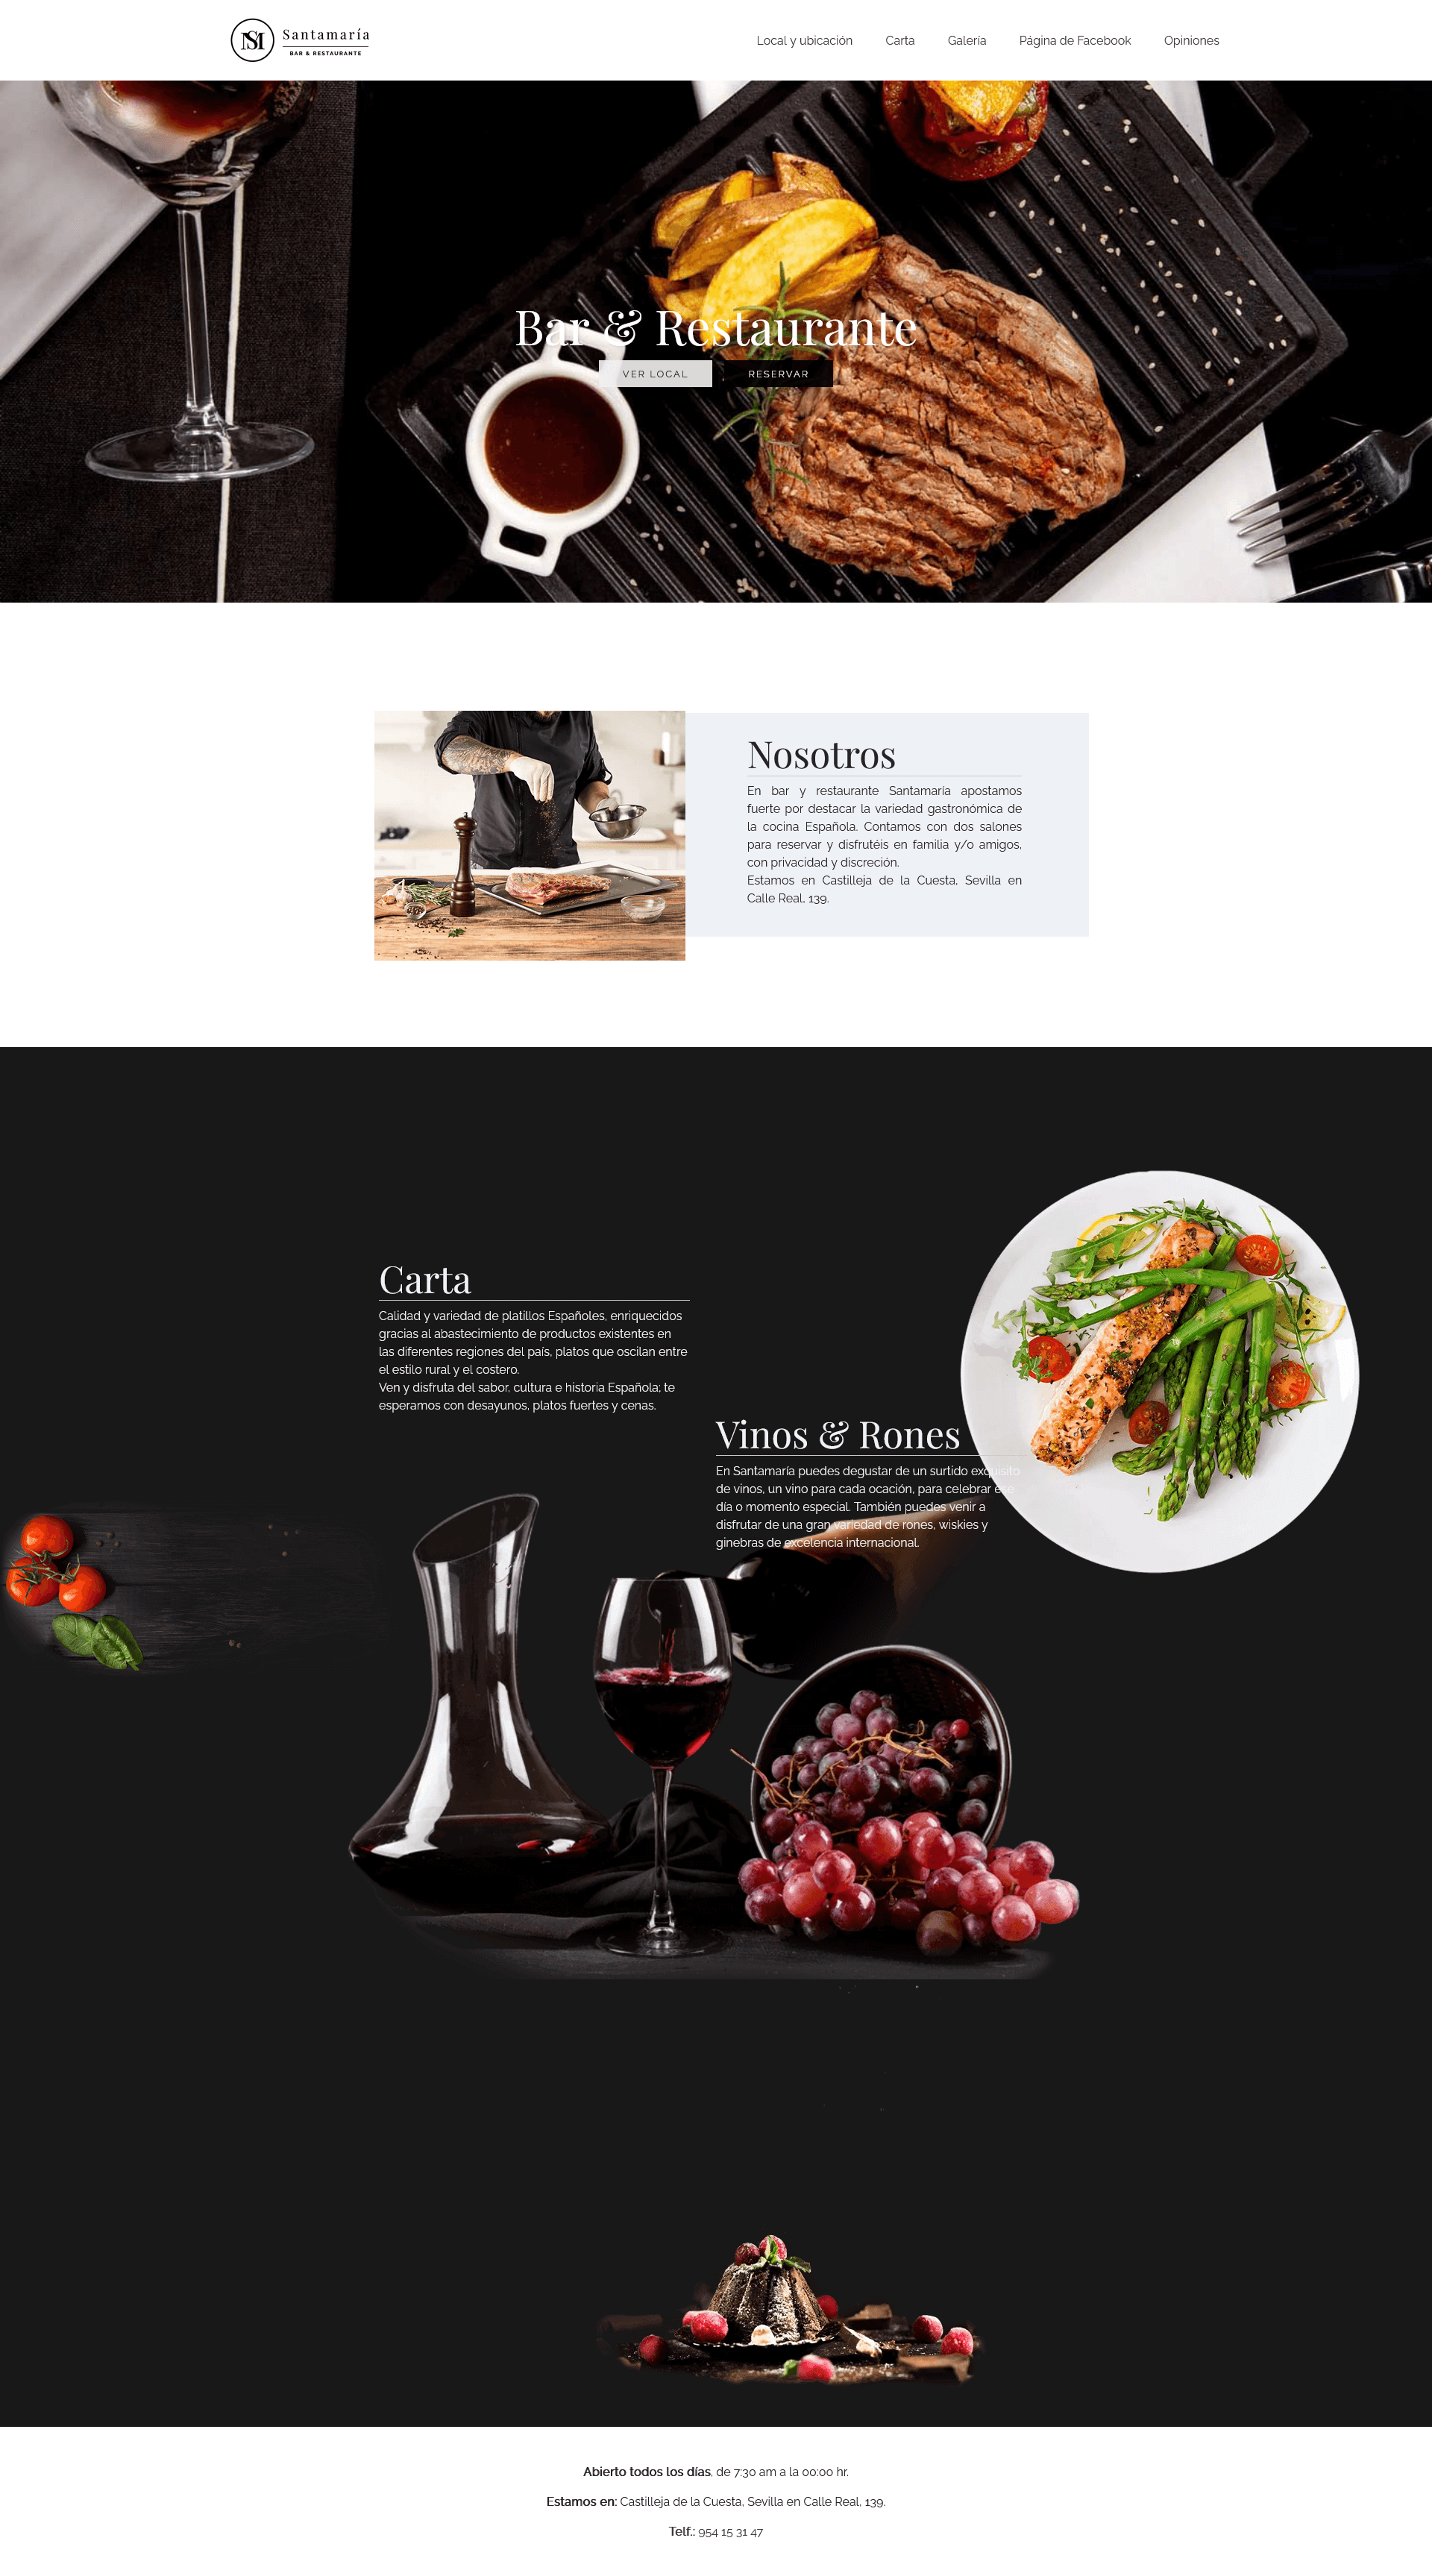 SM
Santamaría
BAR & RESTAURANTE
Local y ubicación
Carta
Galería
Página de Facebook
Opiniones
Bar & Restaurante
VER LOCAL
RESERVAR
Nosotros
En bar y restaurante Santamaría apostamos
fuerte por destacar la variedad gastronómica de
la cocina Española. Contamos con dos salones
para reservar y disfrutéis en familia y/o amigos,
con privacidad y discreción.
Estamos en Castilleja de la Cuesta, Sevilla en
Calle Real, 139.
Carta
Calidad y variedad de platillos Españoles, enriquecidos
gracias al abastecimiento de productos existentes en
las diferentes regiones del país, platos que oscilan entre
el estilo rural y el costero.
Ven y disfruta del sabor, cultura e historia Española; te
esperamos con desayunos, platos fuertes y cenas.
Vinos & Rones
En Santamaría puedes degustar de un surtido exquisito
de vinos, un vino para cada ocación, para celebrar ese
día o momento especial. También puedes venir a
disfrutar de una gran variedad de rones, wiskies y
ginebras de excelencia internacional.
Abierto todos los días, de 7:30 am a la 00:00 hr.
Estamos en: Castilleja de la Cuesta, Sevilla en Calle Real, 139.
Telf.: 954 15 31 47